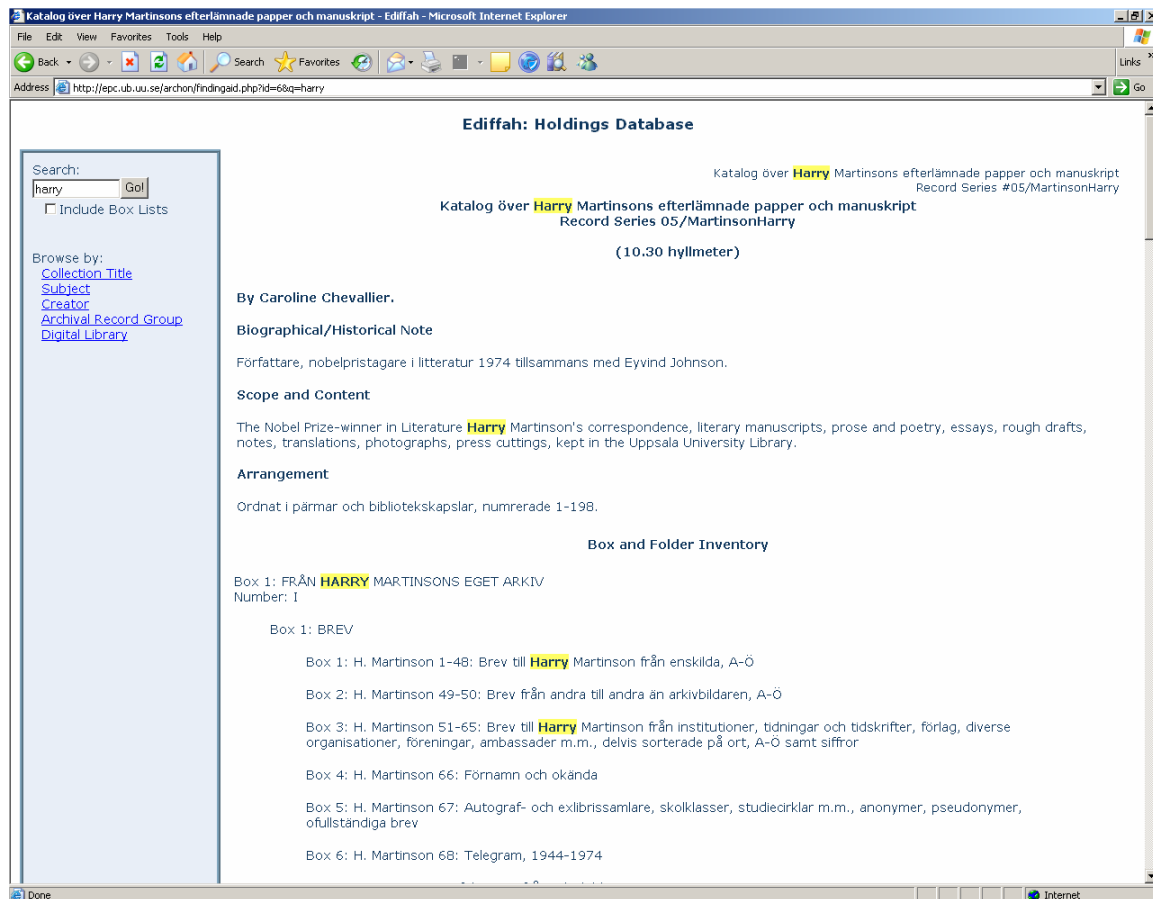 Katalog över Harry Martinsons efterlämnade papper och manuskript - Ediffah - Microsoft Internet Explorer
File Edit View Favorites Tools Help
Back Search Favorites Links »
Address http://epc.ub.uu.se/archon/findingaid.php?id=6&q=harry Go
Ediffah: Holdings Database
Search:
harry Go!
Include Box Lists
Browse by:
Collection Title
Subject
Creator
Archival Record Group
Digital Library
Katalog över Harry Martinsons efterlämnade papper och manuskript
Record Series #05/MartinsonHarry
Katalog över Harry Martinsons efterlämnade papper och manuskript
Record Series 05/MartinsonHarry
(10.30 hyllmeter)
By Caroline Chevallier.
Biographical/Historical Note
Författare, nobelpristagare i litteratur 1974 tillsammans med Eyvind Johnson.
Scope and Content
The Nobel Prize-winner in Literature Harry Martinson's correspondence, literary manuscripts, prose and poetry, essays, rough drafts,
notes, translations, photographs, press cuttings, kept in the Uppsala University Library.
Arrangement
Ordnat i pärmar och bibliotekskapslar, numrerade 1-198.
Box and Folder Inventory
Box 1: FRÅN HARRY MARTINSONS EGET ARKIV
Number: I
Box 1: BREV
Box 1: H. Martinson 1-48: Brev till Harry Martinson från enskilda, A-Ö
Box 2: H. Martinson 49-50: Brev från andra till andra än arkivbildaren, A-Ö
Box 3: H. Martinson 51-65: Brev till Harry Martinson från institutioner, tidningar och tidskrifter, förlag, diverse
organisationer, föreningar, ambassader m.m., delvis sorterade på ort, A-Ö samt siffror
Box 4: H. Martinson 66: Förnamn och okända
Box 5: H. Martinson 67: Autograf- och exlibrissamlare, skolklasser, studiecirklar m.m., anonymer, pseudonymer,
ofullständiga brev
Box 6: H. Martinson 68: Telegram, 1944-1974
Done Internet